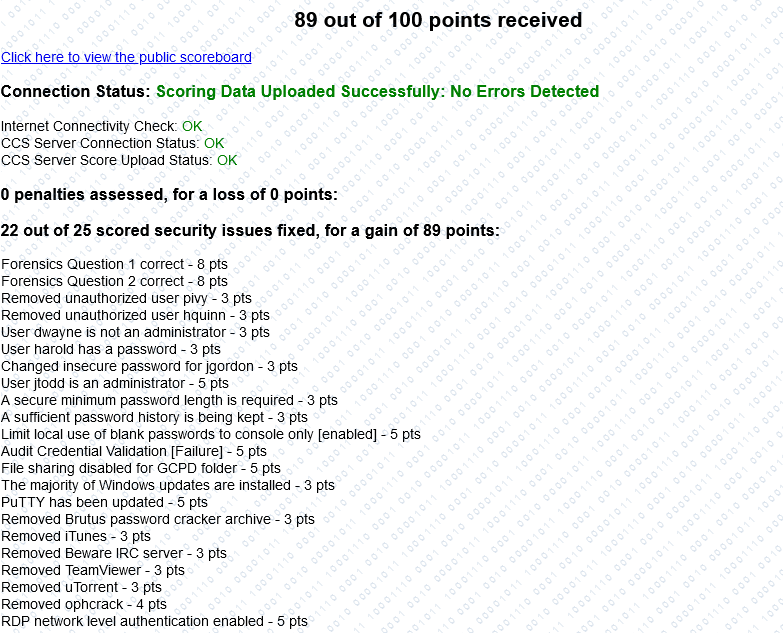 89 out of 100 points received
Click here to view the public scoreboard
Connection Status: Scoring Data Uploaded Successfully: No Errors Detected
Internet Connectivity Check: OK
CCS Server Connection Status: OK
CCS Server Score Upload Status: OK
0 penalties assessed, for a loss of 0 points:
22 out of 25 scored security issues fixed, for a gain of 89 points:
Forensics Question 1 correct - 8 pts
Forensics Question 2 correct - 8 pts
Removed unauthorized user pivy - 3 pts
Removed unauthorized user hquinn - 3 pts
User dwayne is not an administrator - 3 pts
User harold has a password - 3 pts
Changed insecure password for jgordon - 3 pts
User jtodd is an administrator - 5 pts
A secure minimum password length is required - 3 pts
A sufficient password history is being kept - 3 pts
Limit local use of blank passwords to console only [enabled] - 5 pts
Audit Credential Validation [Failure] - 5 pts
File sharing disabled for GCPD folder - 5 pts
The majority of Windows updates are installed - 3 pts
PuTTY has been updated - 5 pts
Removed Brutus password cracker archive - 3 pts
Removed iTunes - 3 pts
Removed Beware IRC server - 3 pts
Removed TeamViewer - 3 pts
Removed uTorrent - 3 pts
Removed ophcrack - 4 pts
RDP network level authentication enabled - 5 pts